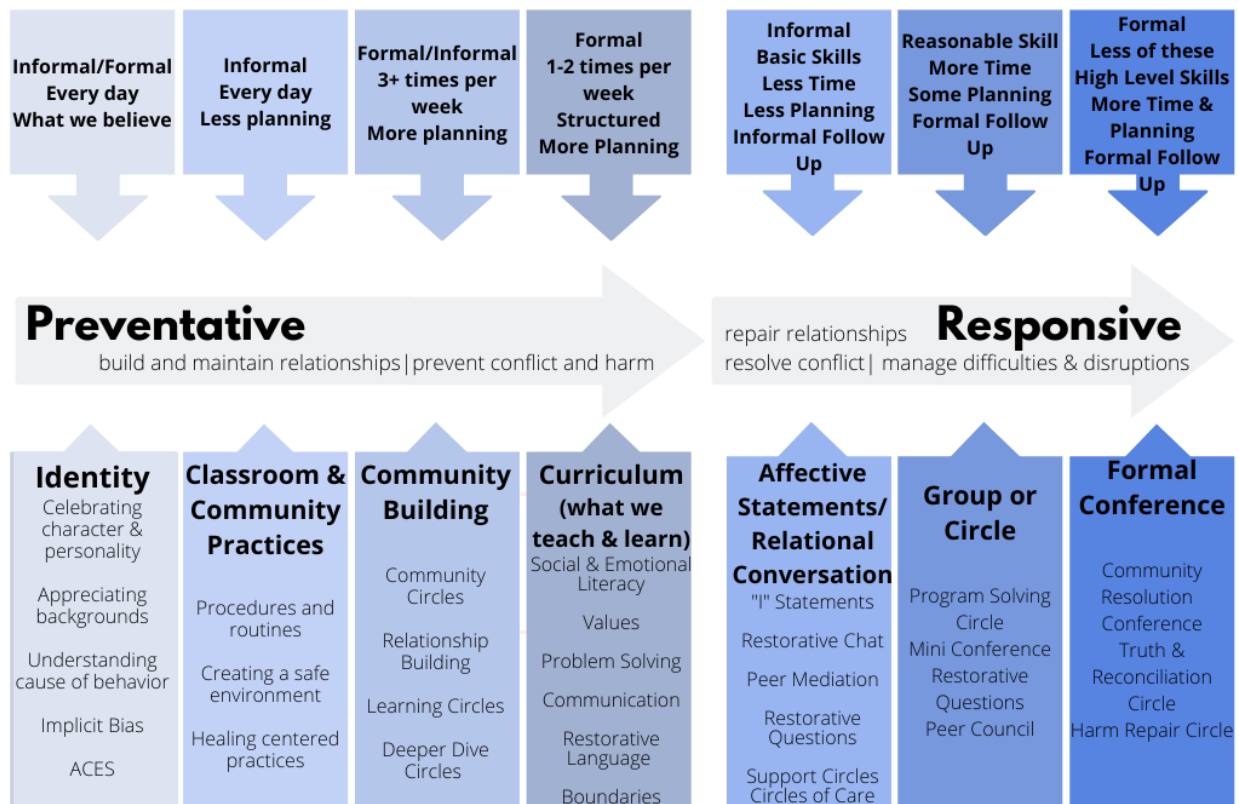 Informal/Formal
Every day
What we believe
Informal
Every day
Less planning
Formal/Informal
3+ times per
week
More planning
Formal
1-2 times per
week
Structured
More Planning
Informal
Basic Skills
Less Time
Less Planning
Informal Follow
Up
Reasonable Skill
More Time
Some Planning
Formal Follow
Up
Formal
Less of these
High Level Skills
More Time &
Planning
Formal Follow
Up
Preventative
build and maintain relationships|prevent conflict and harm
repair relationships
Responsive
resolve conflict| manage difficulties & disruptions
Identity
Celebrating
character &
personality
Appreciating
backgrounds
Understanding
cause of behavior
Implicit Bias
ACES
Classroom &
Community
Practices
Procedures and
routines
Creating a safe
environment
Healing centered
practices
Community
Building
Community
Circles
Relationship
Building
Learning Circles
Deeper Dive
Circles
Curriculum
(what we
teach & learn)
Social & Emotional
Literacy
Values
Problem Solving
Communication
Restorative
Language
Boundaries
Affective
Statements/
Relational
Conversation
"I" Statements
Restorative Chat
Peer Mediation
Restorative
Questions
Support Circles
Circles of Care
Group or
Circle
Program Solving
Circle
Mini Conference
Restorative
Questions
Peer Council
Formal
Conference
Community
Resolution
Conference
Truth &
Reconciliation
Circle
Harm Repair Circle